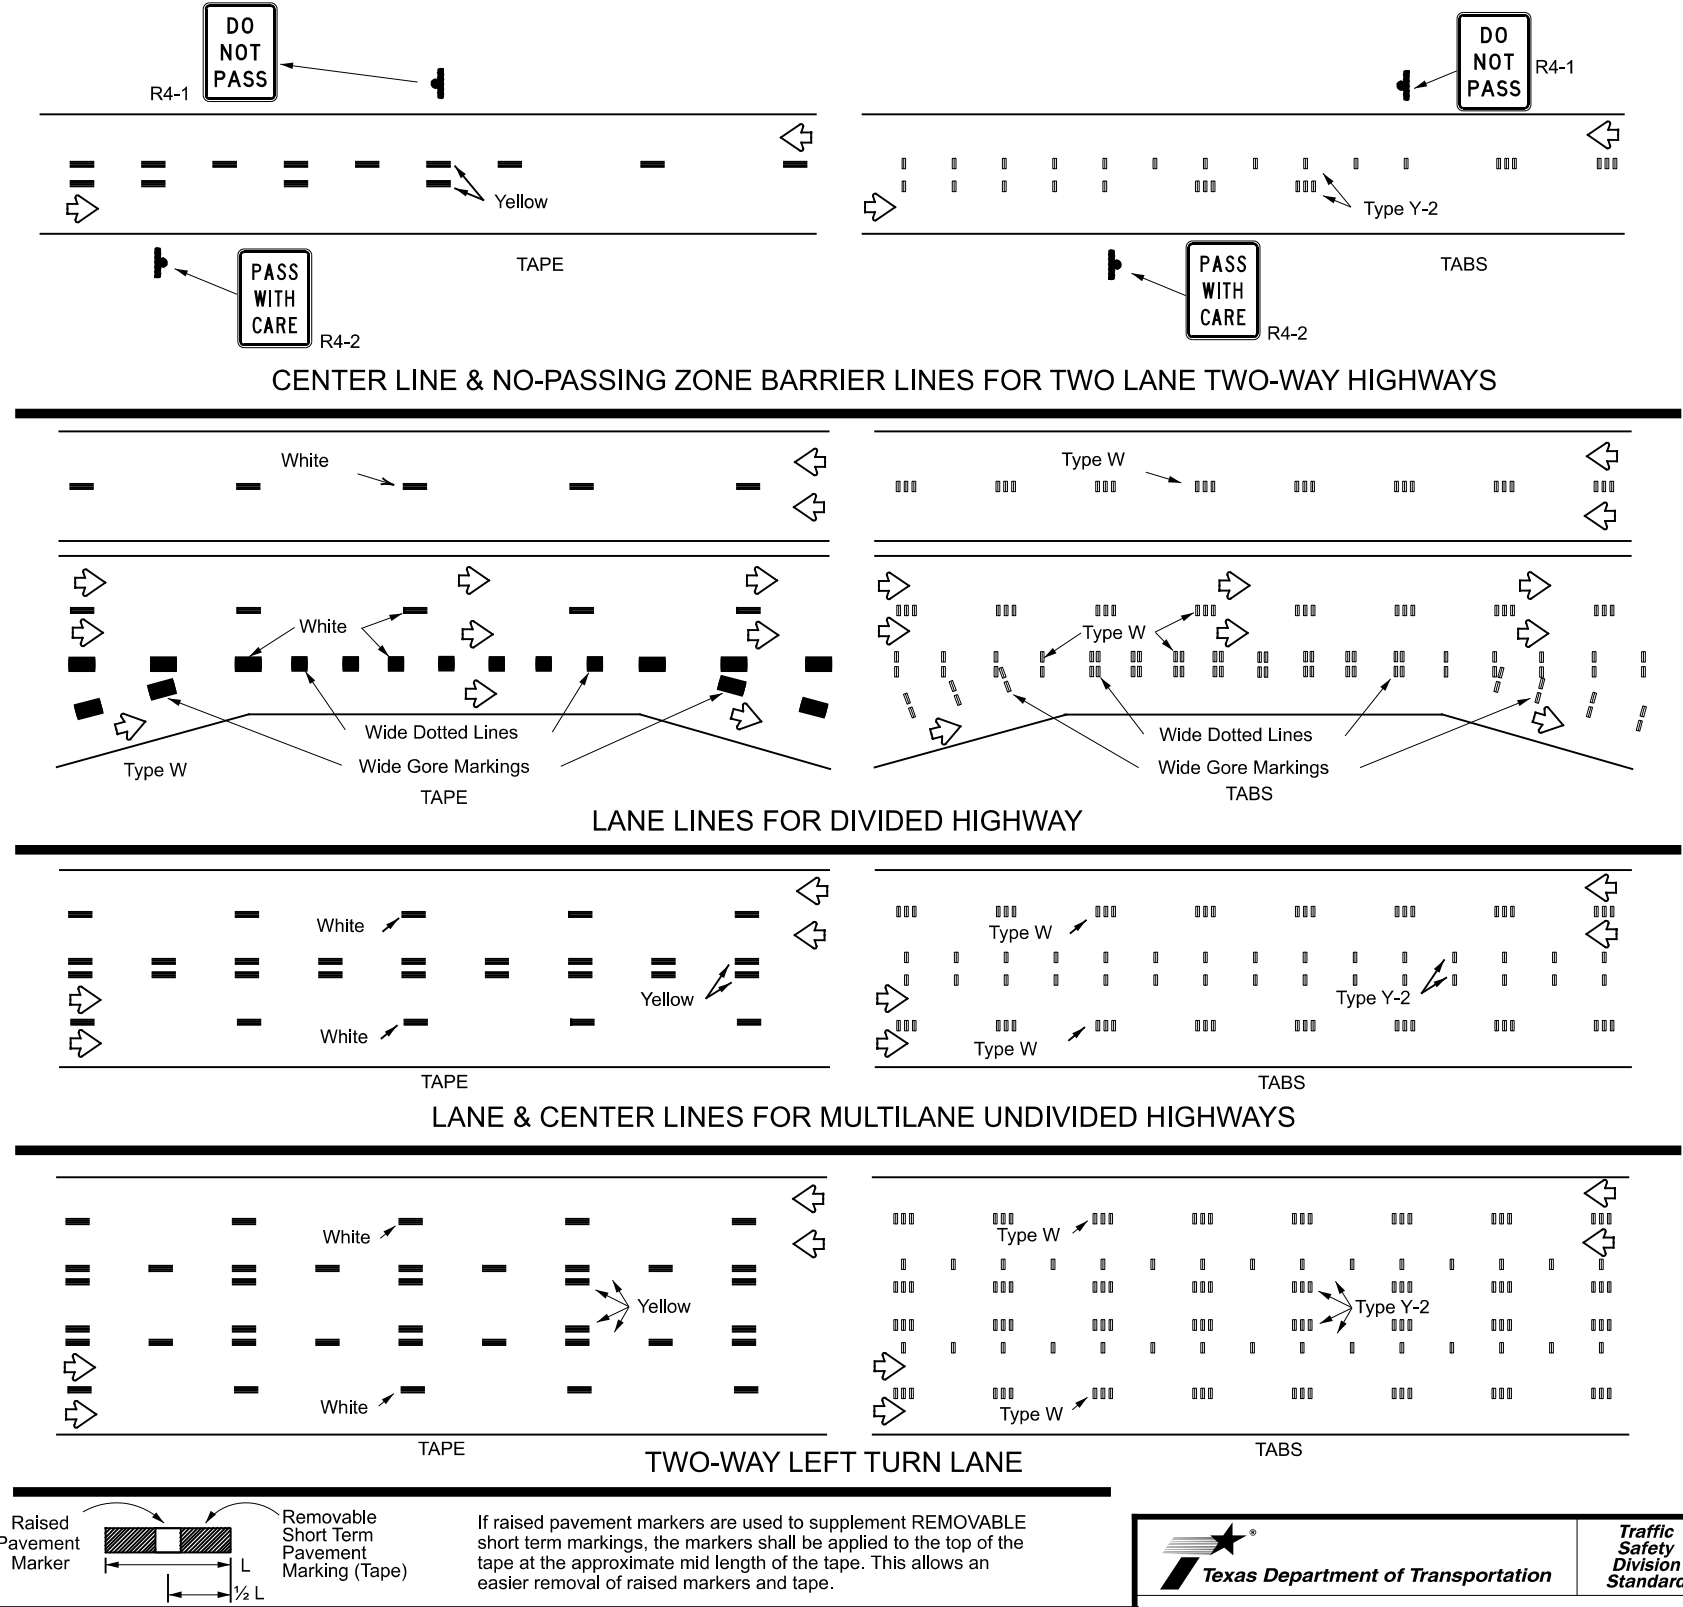 DO
NOT
PASS
R4-1
Yellow
PASS
WITH
CARE
R4-2
TAPE
DO
NOT
PASS
R4-1
Type Y-2
PASS
WITH
CARE
R4-2
TABS
CENTER LINE & NO-PASSING ZONE BARRIER LINES FOR TWO LANE TWO-WAY HIGHWAYS
White
White
Wide Dotted Lines
Wide Gore Markings
Type W
TAPE
Type W
Type W
Wide Dotted Lines
Wide Gore Markings
TABS
LANE LINES FOR DIVIDED HIGHWAY
White
Yellow
White
TAPE
Type W
Type Y-2
Type W
TABS
LANE & CENTER LINES FOR MULTILANE UNDIVIDED HIGHWAYS
White
Yellow
White
TAPE
Type W
Type Y-2
Type W
TABS
TWO-WAY LEFT TURN LANE
Raised
Pavement
Marker
L
½ L
Removable
Short Term
Pavement
Marking (Tape)
If raised pavement markers are used to supplement REMOVABLE
short term markings, the markers shall be applied to the top of the
tape at the approximate mid length of the tape. This allows an
easier removal of raised markers and tape.
®
Texas Department of Transportation
Traffic
Safety
Division
Standard